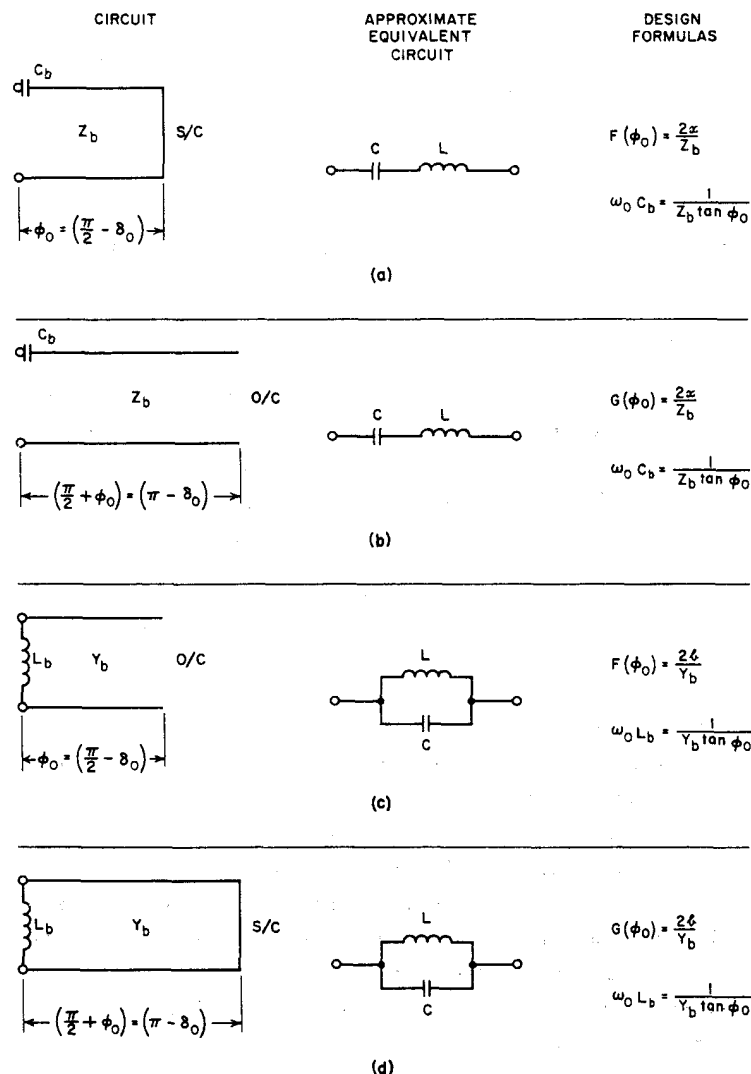 CIRCUIT
APPROXIMATE
EQUIVALENT
CIRCUIT
DESIGN
FORMULAS
C_b
Z_b
S/C
C
L
F(ϕ_0) = 2x/Z_b
ω_0 C_b = 1/(Z_b tan ϕ_0)
ϕ_0 = (π/2 − δ_0)
(a)
C_b
Z_b
O/C
C
L
G(ϕ_0) = 2x/Z_b
ω_0 C_b = 1/(Z_b tan ϕ_0)
(π/2 + ϕ_0) = (π − δ_0)
(b)
L_b
Y_b
O/C
L
C
F(ϕ_0) = 2b/Y_b
ω_0 L_b = 1/(Y_b tan ϕ_0)
ϕ_0 = (π/2 − δ_0)
(c)
L_b
Y_b
S/C
L
C
G(ϕ_0) = 2b/Y_b
ω_0 L_b = 1/(Y_b tan ϕ_0)
(π/2 + ϕ_0) = (π − δ_0)
(d)